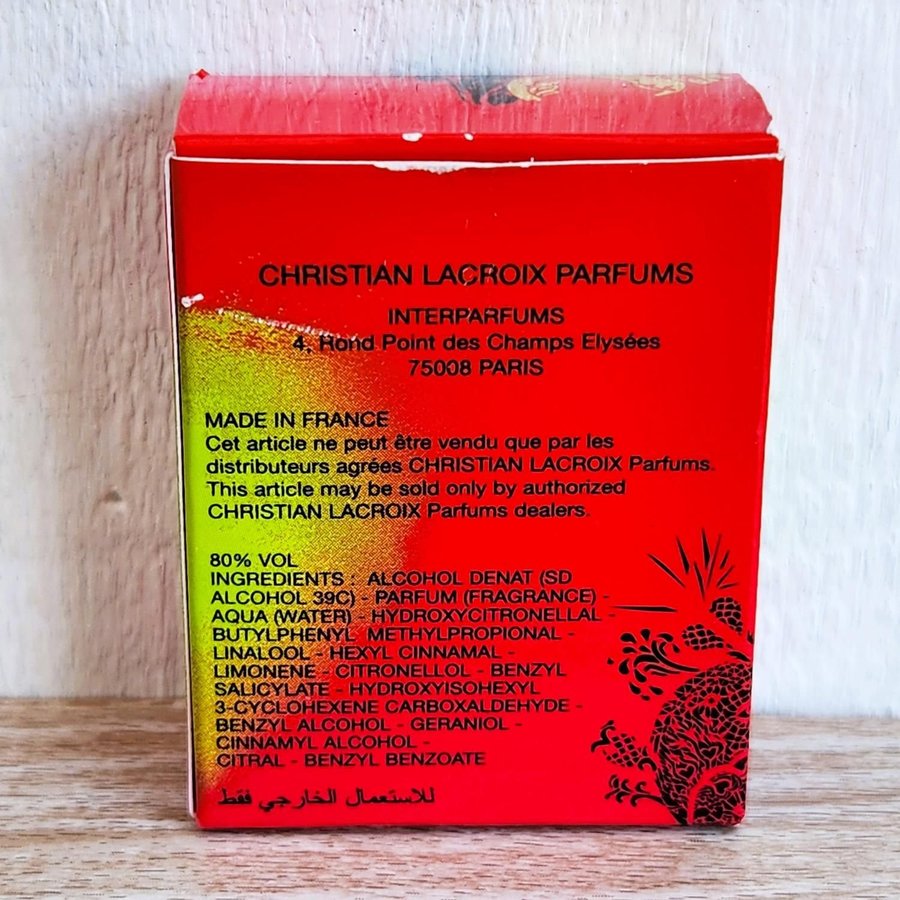 CHRISTIAN LACROIX PARFUMS
INTERPARFUMS
4, Rond Point des Champs Elysées
75008 PARIS
MADE IN FRANCE
Cet article ne peut être vendu que par les
distributeurs agrées CHRISTIAN LACROIX Parfums.
This article may be sold only by authorized
CHRISTIAN LACROIX Parfums dealers.
80% VOL
INGREDIENTS : ALCOHOL DENAT (SD
ALCOHOL 39C) - PARFUM (FRAGRANCE) -
AQUA (WATER) - HYDROXYCITRONELLAL -
BUTYLPHENYL METHYLPROPIONAL -
LINALOOL - HEXYL CINNAMAL -
LIMONENE - CITRONELLOL - BENZYL
SALICYLATE - HYDROXYISOHEXYL
3-CYCLOHEXENE CARBOXALDEHYDE -
BENZYL ALCOHOL - GERANIOL -
CINNAMYL ALCOHOL -
CITRAL - BENZYL BENZOATE
للاستعمال الخارجي فقط